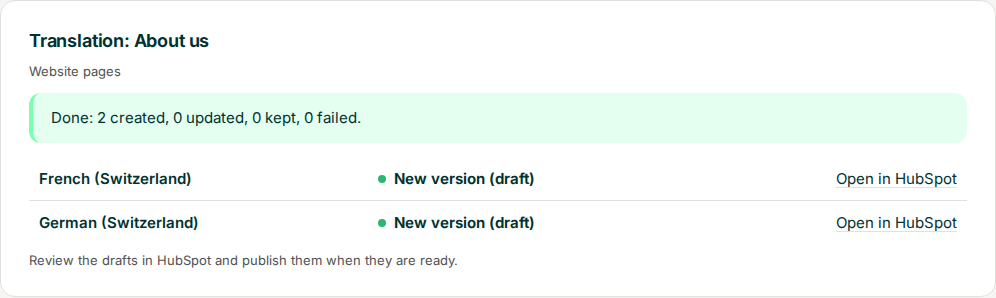 Translation: About us
Website pages
Done: 2 created, 0 updated, 0 kept, 0 failed.
French (Switzerland) New version (draft) Open in HubSpot
German (Switzerland) New version (draft) Open in HubSpot
Review the drafts in HubSpot and publish them when they are ready.